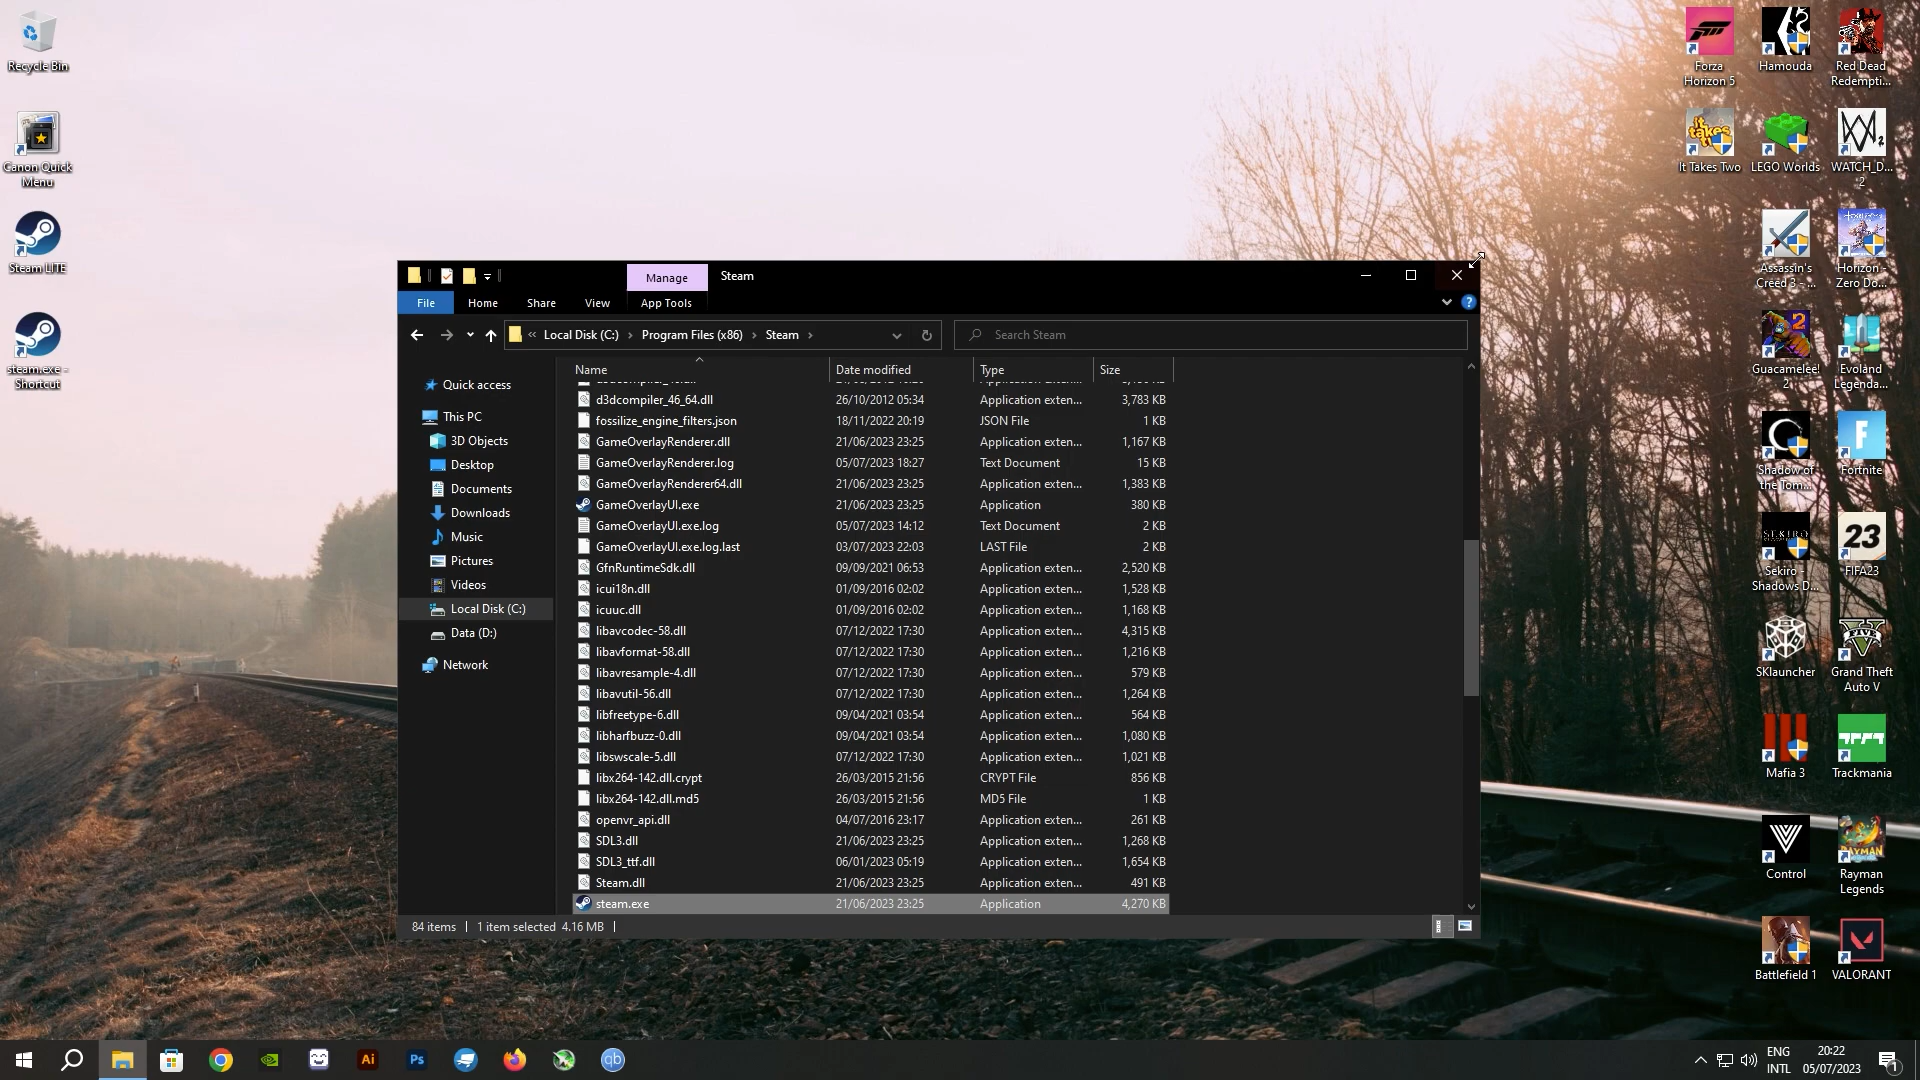 Recycle Bin
Canon Quick
Menu
Steam LITE
steam.exe -
Shortcut
Forza
Horizon 5
Hamouda
Red Dead
Redempti...
It Takes Two
LEGO Worlds
WATCH_D...
2
Assassin's
Creed 3 - ...
Horizon -
Zero Do...
Guacamelee!
2
Evoland
Legenda...
Shadow of
the Tom...
Fortnite
Sekiro -
Shadows D...
FIFA23
SKlauncher
Grand Theft
Auto V
Mafia 3
Trackmania
Control
Rayman
Legends
Battlefield 1
VALORANT
Manage
Steam
File
Home
Share
View
App Tools
« Local Disk (C:) › Program Files (x86) › Steam ›
Search Steam
Quick access
This PC
3D Objects
Desktop
Documents
Downloads
Music
Pictures
Videos
Local Disk (C:)
Data (D:)
Network
Name Date modified Type Size
d3dcompiler_46_64.dll 26/10/2012 05:34 Application exten... 3,783 KB
fossilize_engine_filters.json 18/11/2022 20:19 JSON File 1 KB
GameOverlayRenderer.dll 21/06/2023 23:25 Application exten... 1,167 KB
GameOverlayRenderer.log 05/07/2023 18:27 Text Document 15 KB
GameOverlayRenderer64.dll 21/06/2023 23:25 Application exten... 1,383 KB
GameOverlayUI.exe 21/06/2023 23:25 Application 380 KB
GameOverlayUI.exe.log 05/07/2023 14:12 Text Document 2 KB
GameOverlayUI.exe.log.last 03/07/2023 22:03 LAST File 2 KB
GfnRuntimeSdk.dll 09/09/2021 06:53 Application exten... 2,520 KB
icui18n.dll 01/09/2016 02:02 Application exten... 1,528 KB
icuuc.dll 01/09/2016 02:02 Application exten... 1,168 KB
libavcodec-58.dll 07/12/2022 17:30 Application exten... 4,315 KB
libavformat-58.dll 07/12/2022 17:30 Application exten... 1,216 KB
libavresample-4.dll 07/12/2022 17:30 Application exten... 579 KB
libavutil-56.dll 07/12/2022 17:30 Application exten... 1,264 KB
libfreetype-6.dll 09/04/2021 03:54 Application exten... 564 KB
libharfbuzz-0.dll 09/04/2021 03:54 Application exten... 1,080 KB
libswscale-5.dll 07/12/2022 17:30 Application exten... 1,021 KB
libx264-142.dll.crypt 26/03/2015 21:56 CRYPT File 856 KB
libx264-142.dll.md5 26/03/2015 21:56 MD5 File 1 KB
openvr_api.dll 04/07/2016 23:17 Application exten... 261 KB
SDL3.dll 21/06/2023 23:25 Application exten... 1,268 KB
SDL3_ttf.dll 06/01/2023 05:19 Application exten... 1,654 KB
Steam.dll 21/06/2023 23:25 Application exten... 491 KB
steam.exe 21/06/2023 23:25 Application 4,270 KB
84 items 1 item selected 4.16 MB
Ai
Ps
qb
ENG
INTL
20:22
05/07/2023
1